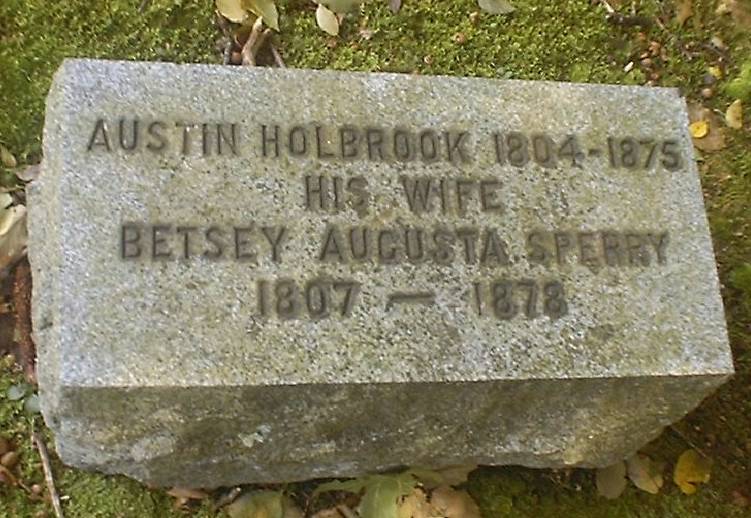 AUSTIN HOLBROOK 1804-1875
HIS WIFE
BETSEY AUGUSTA SPERRY
1807 — 1878